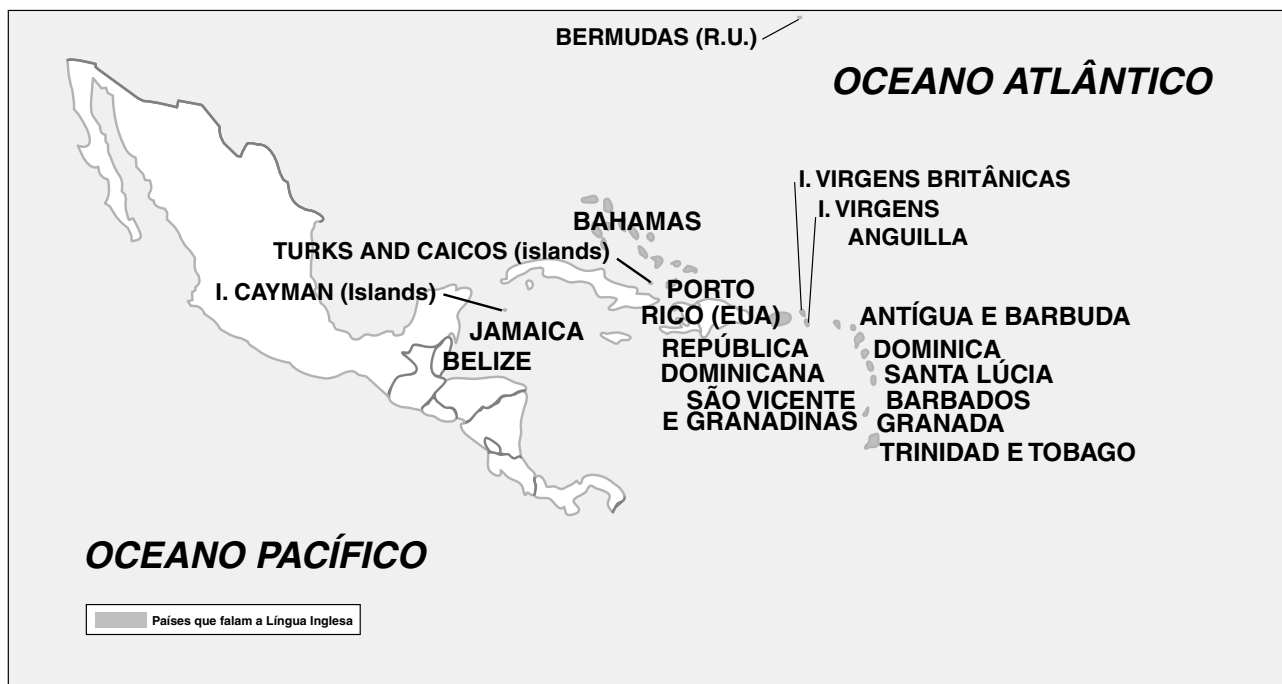 BERMUDAS (R.U.)
OCEANO ATLÂNTICO
I. VIRGENS BRITÂNICAS
I. VIRGENS
ANGUILLA
BAHAMAS
TURKS AND CAICOS (islands)
I. CAYMAN (Islands)
PORTO
RICO (EUA)
JAMAICA
BELIZE
ANTÍGUA E BARBUDA
REPÚBLICA
DOMINICANA
DOMINICA
SANTA LÚCIA
SÃO VICENTE
E GRANADINAS
BARBADOS
GRANADA
TRINIDAD E TOBAGO
OCEANO PACÍFICO
Países que falam a Língua Inglesa